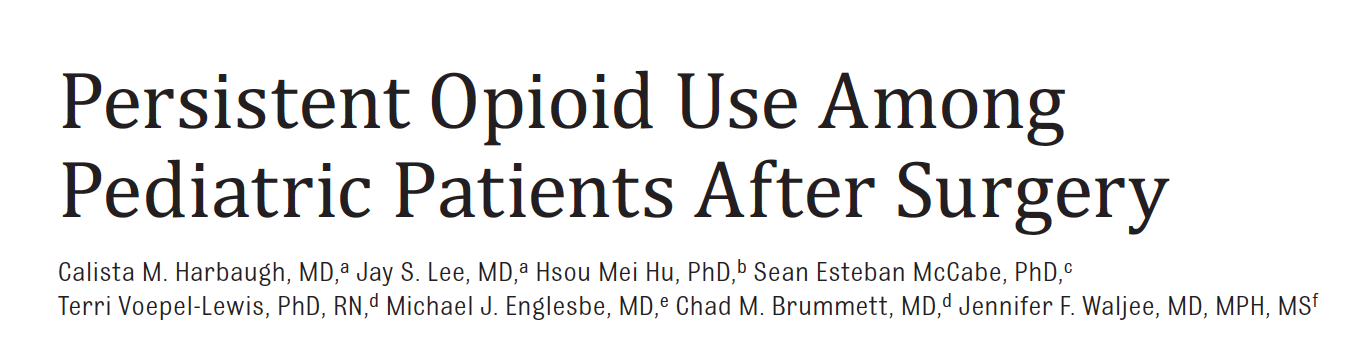 Persistent Opioid Use Among
Pediatric Patients After Surgery
Calista M. Harbaugh, MD,ᵃ Jay S. Lee, MD,ᵃ Hsou Mei Hu, PhD,ᵇ Sean Esteban McCabe, PhD,ᶜ
Terri Voepel-Lewis, PhD, RN,ᵈ Michael J. Englesbe, MD,ᵉ Chad M. Brummett, MD,ᵈ Jennifer F. Waljee, MD, MPH, MSᶠ